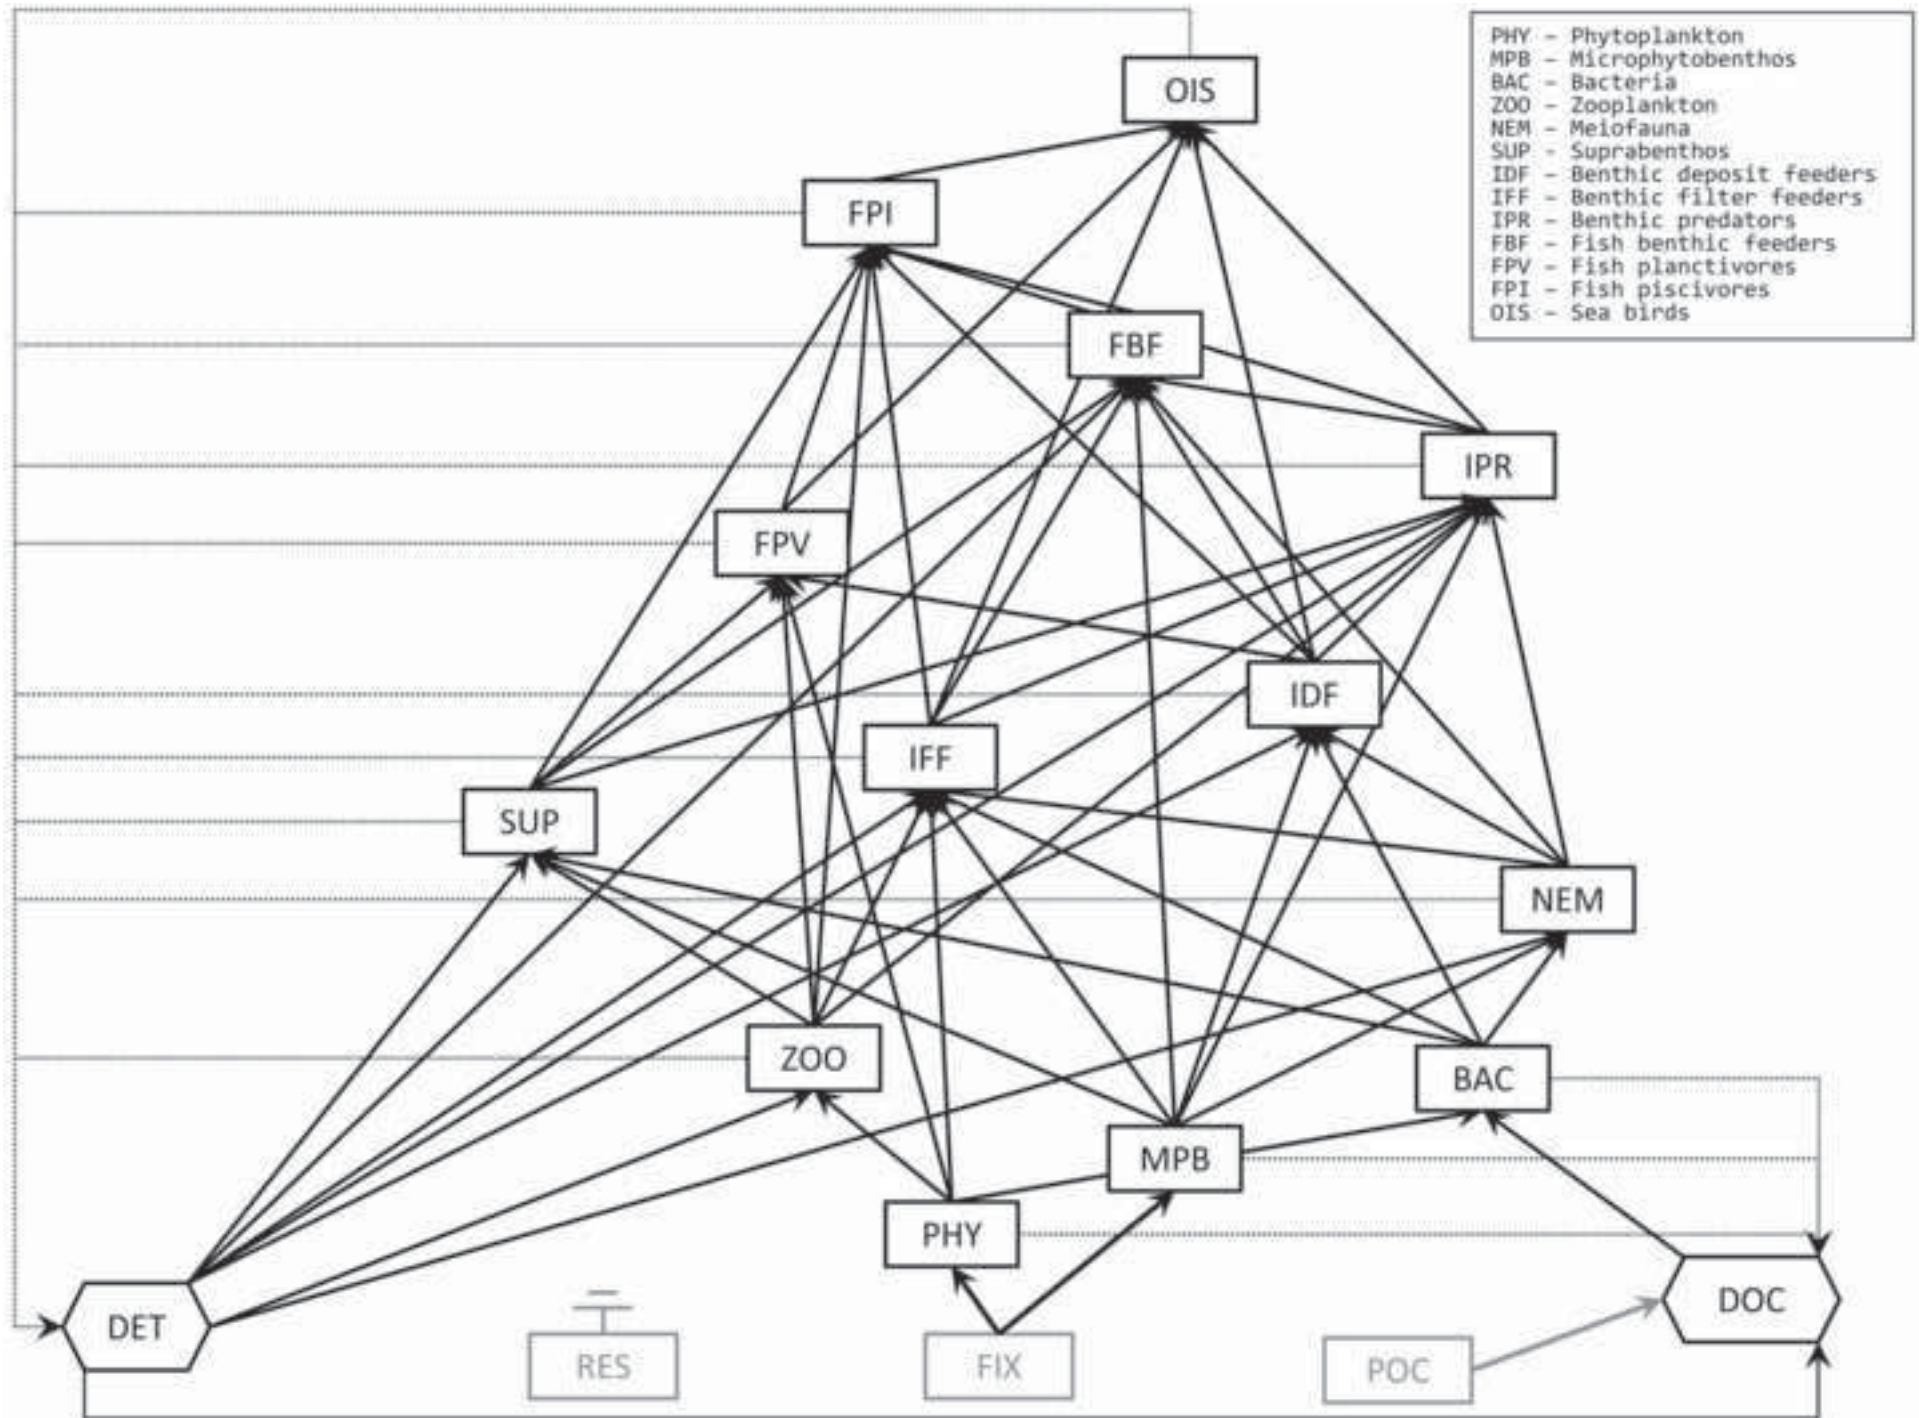 PHY – Phytoplankton
MPB – Microphytobenthos
BAC – Bacteria
ZOO – Zooplankton
NEM – Meiofauna
SUP - Suprabenthos
IDF – Benthic deposit feeders
IFF – Benthic filter feeders
IPR – Benthic predators
FBF – Fish benthic feeders
FPV – Fish planctivores
FPI – Fish piscivores
OIS – Sea birds
OIS
FPI
FBF
IPR
FPV
IDF
IFF
SUP
NEM
ZOO
BAC
MPB
PHY
DOC
DET
RES
FIX
POC